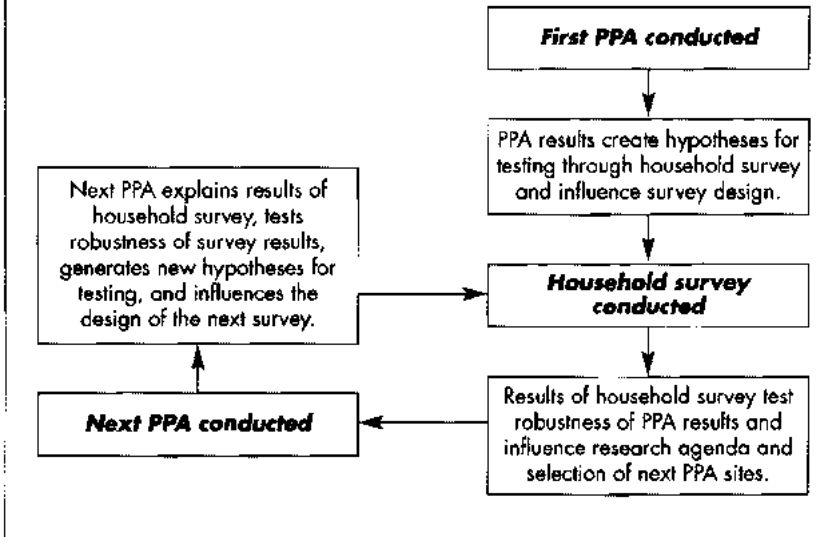 First PPA conducted
PPA results create hypotheses for
testing through household survey
and influence survey design.
Household survey
conducted
Results of household survey test
robustness of PPA results and
influence research agenda and
selection of next PPA sites.
Next PPA conducted
Next PPA explains results of
household survey, tests
robustness of survey results,
generates new hypotheses for
testing, and influences the
design of the next survey.